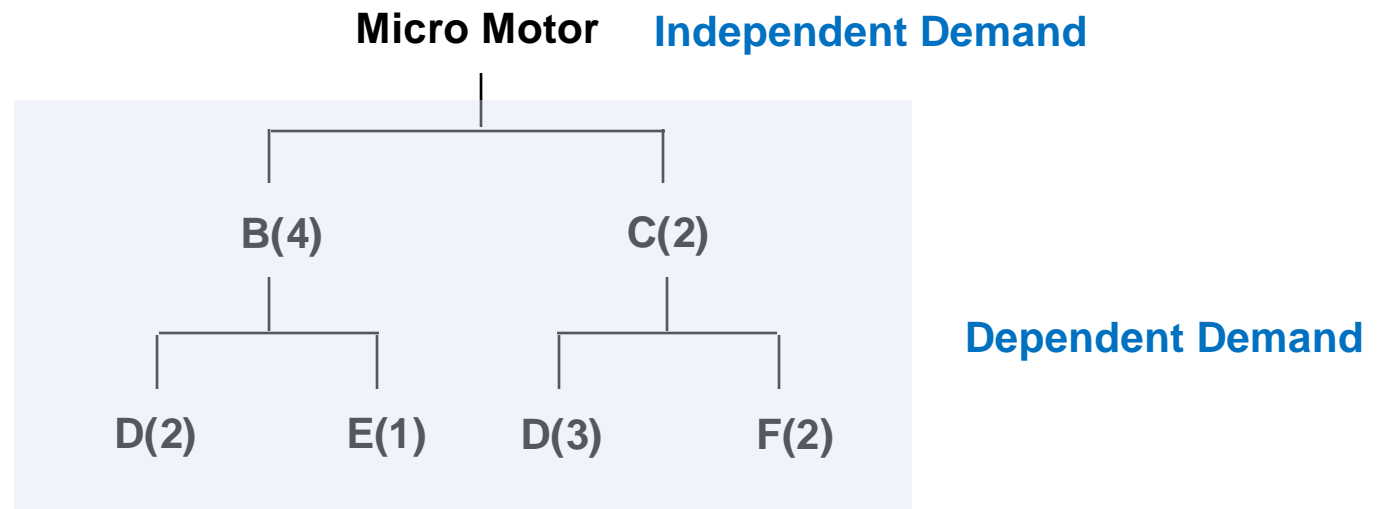 Micro Motor Independent Demand
B(4) C(2)
Dependent Demand
D(2) E(1) D(3) F(2)